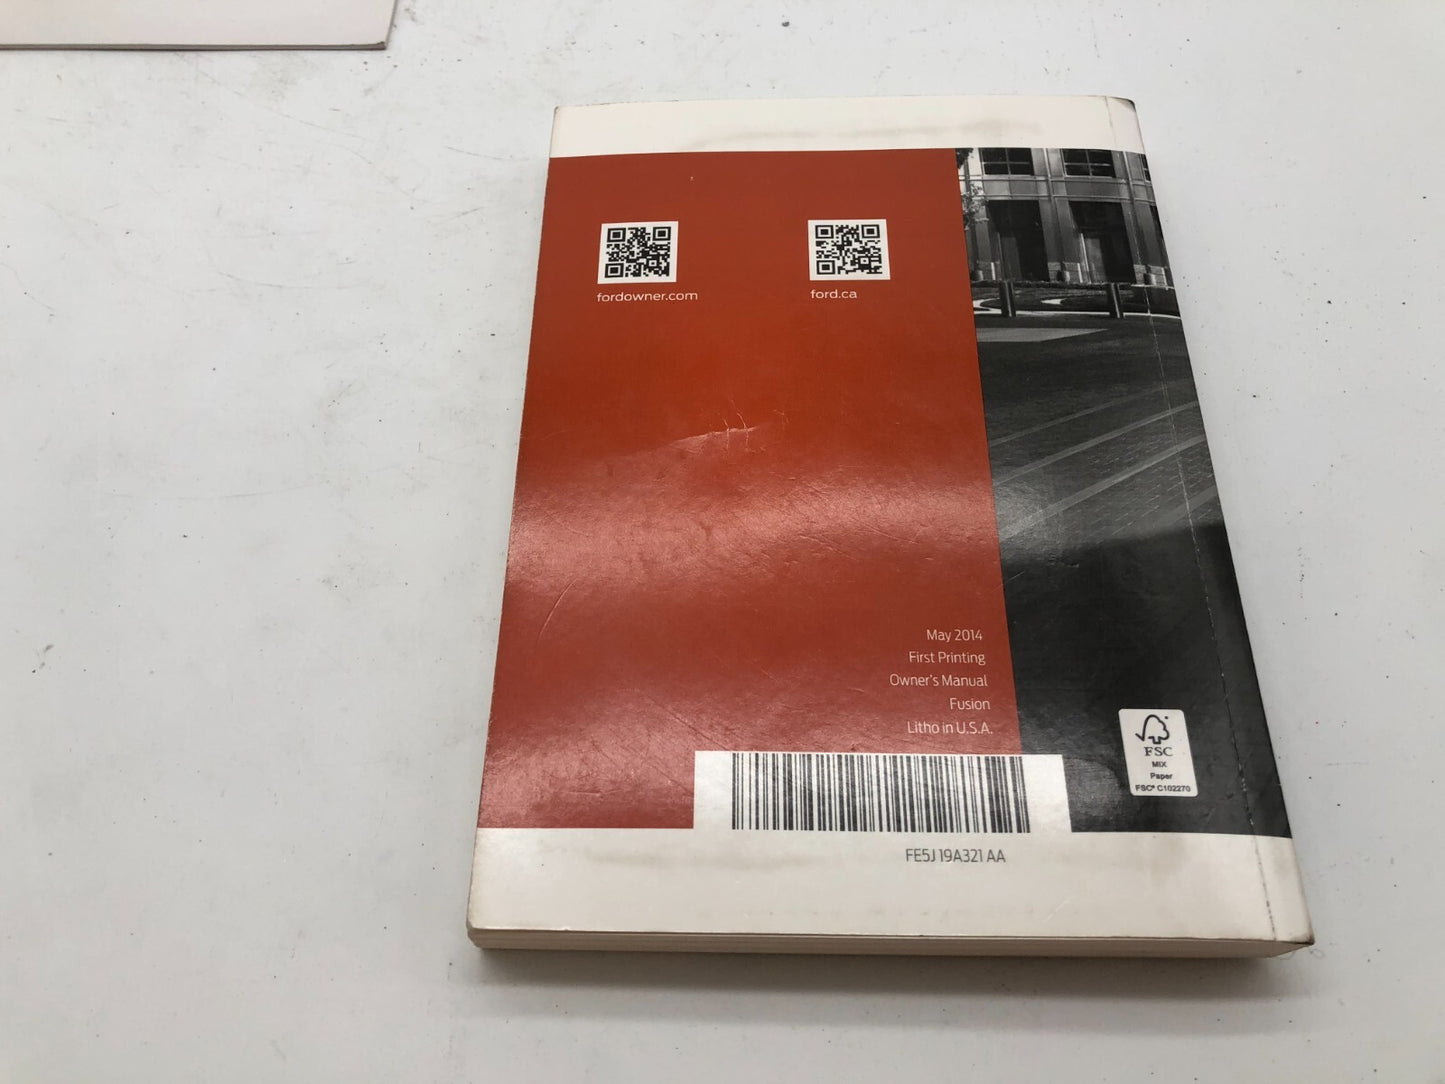 fordowner.com
ford.ca
May 2014
First Printing
Owner's Manual
Fusion
Litho in U.S.A.
FSC
MIX
Paper
FSC® C102270
FE5J 19A321 AA